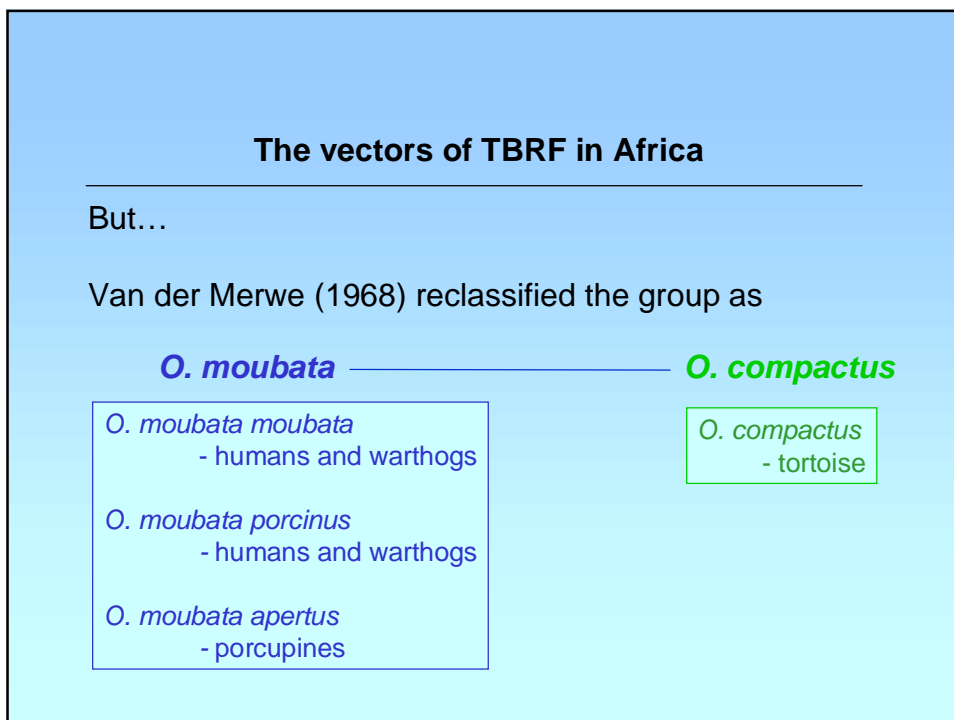 The vectors of TBRF in Africa
But…
Van der Merwe (1968) reclassified the group as
O. moubata
O. compactus
O. moubata moubata
- humans and warthogs
O. moubata porcinus
- humans and warthogs
O. moubata apertus
- porcupines
O. compactus
- tortoise